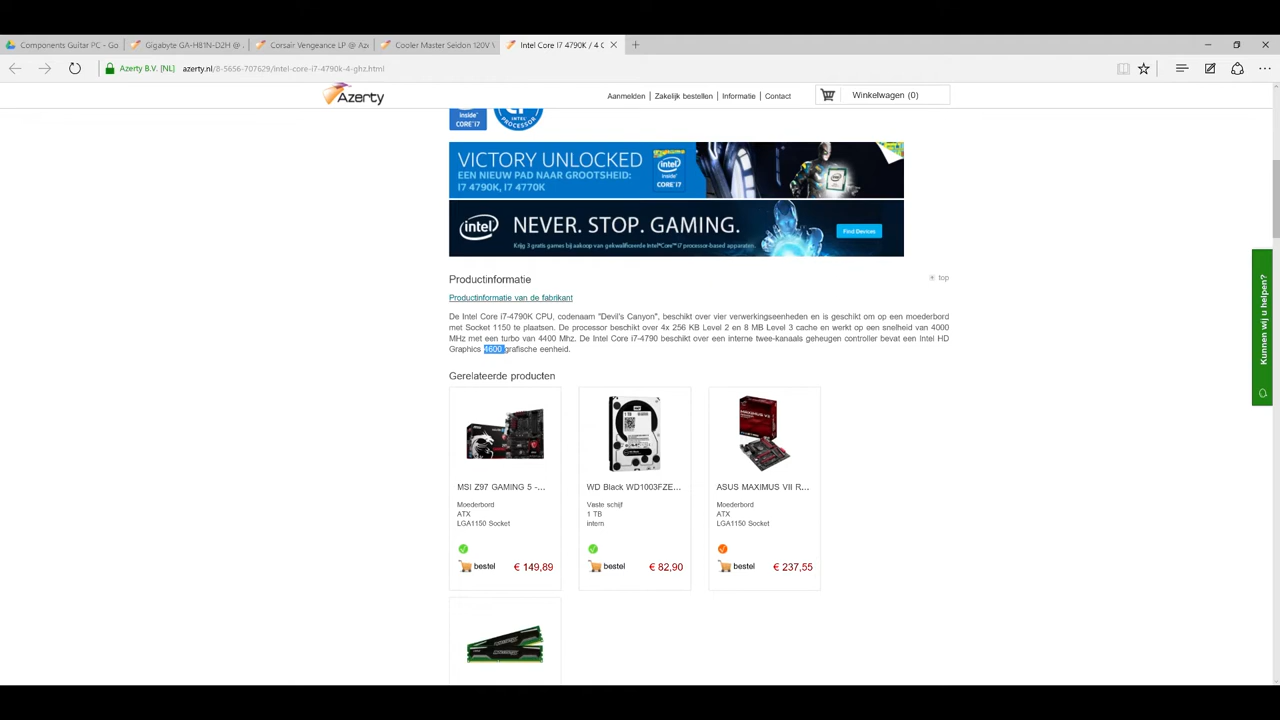 Components Guitar PC - Go
Gigabyte GA-H81N-D2H @ .
Corsair Vengeance LP @ Aze
Cooler Master Seidon 120V \
Intel Core I7 4790K / 4 G
Azerty B.V. [NL]
azerty.nl/8-5656-707629/intel-core-i7-4790k-4-ghz.html
Azerty
Aanmelden | Zakelijk bestellen | Informatie | Contact
Winkelwagen (0)
inside
CORE i7
INTEL
PROCESSOR
VICTORY UNLOCKED
EEN NIEUW PAD NAAR GROOTSHEID:
I7 4790K, I7 4770K
intel
inside
CORE i7
intel
NEVER. STOP. GAMING.
Krijg 3 gratis games bij aankoop van gekwalificeerde Intel® Core™ i7 processor-based apparaten.
Find Devices
Productinformatie
top
Productinformatie van de fabrikant
De Intel Core i7-4790K CPU, codenaam "Devil's Canyon", beschikt over vier verwerkingseenheden en is geschikt om op een moederbord
met Socket 1150 te plaatsen. De processor beschikt over 4x 256 KB Level 2 en 8 MB Level 3 cache en werkt op een snelheid van 4000
MHz met een turbo van 4400 Mhz. De Intel Core i7-4790 beschikt over een interne twee-kanaals geheugen controller bevat een Intel HD
Graphics 4600 grafische eenheid.
Kunnen wij u helpen?
Gerelateerde producten
MSI Z97 GAMING 5 -...
Moederbord
ATX
LGA1150 Socket
bestel
€ 149,89
WD Black WD1003FZE...
Vaste schijf
1 TB
intern
bestel
€ 82,90
ASUS MAXIMUS VII R...
Moederbord
ATX
LGA1150 Socket
bestel
€ 237,55